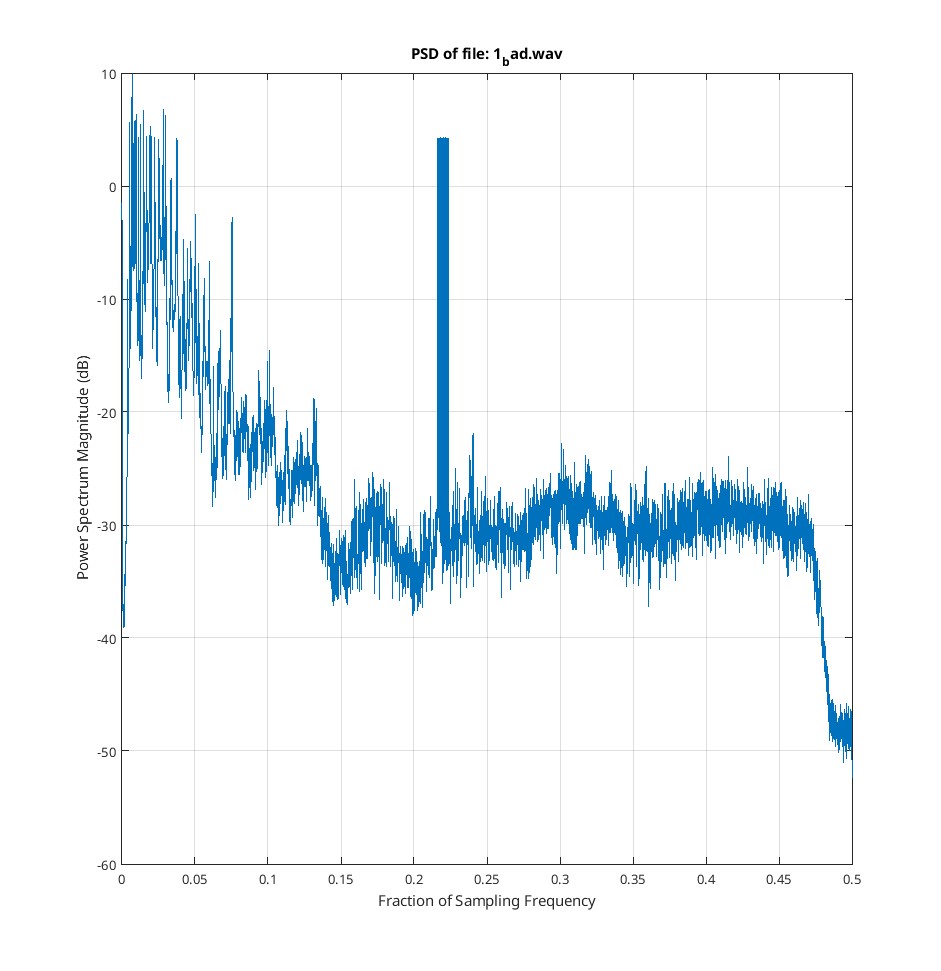 PSD of file: 1_bad.wav
10
0
-10
-20
-30
-40
-50
-60
Power Spectrum Magnitude (dB)
0 0.05 0.1 0.15 0.2 0.25 0.3 0.35 0.4 0.45 0.5
Fraction of Sampling Frequency